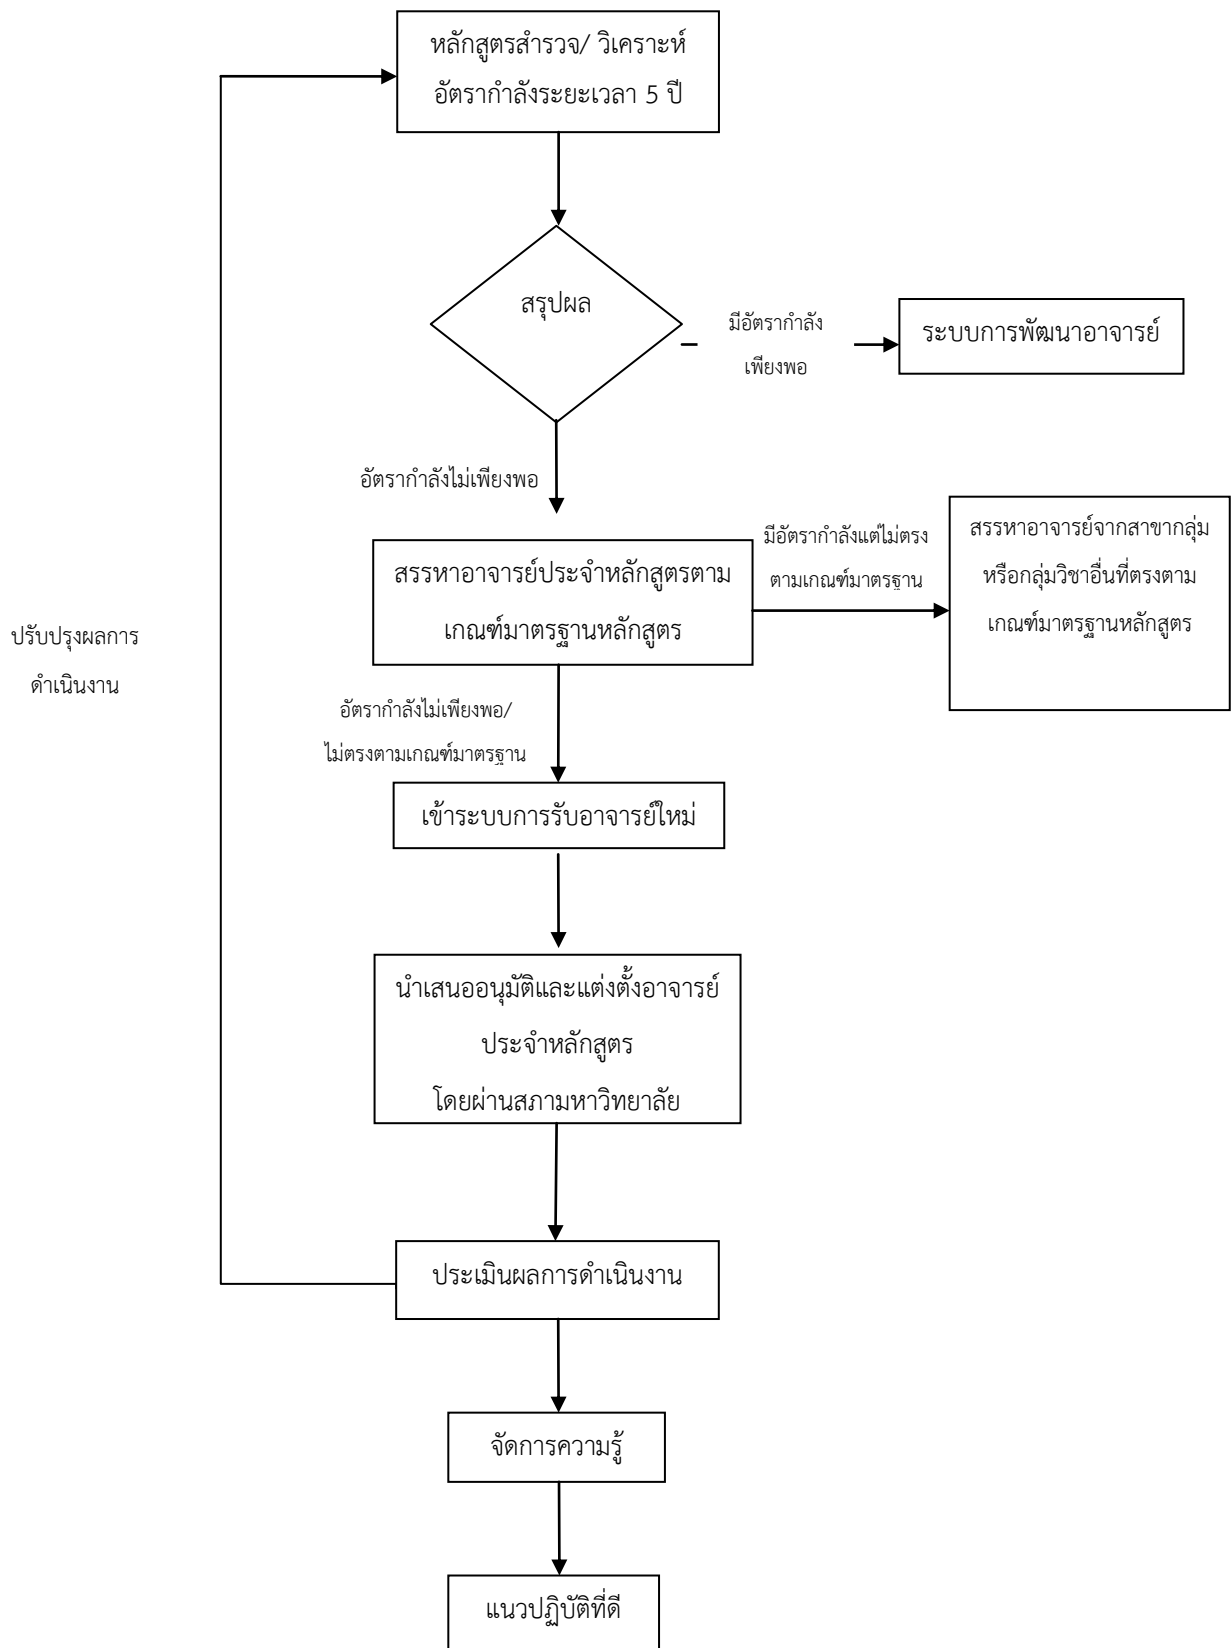 หลักสูตรสำรวจ/ วิเคราะห์
อัตรากำลังระยะเวลา 5 ปี
สรุปผล
มีอัตรากำลัง
เพียงพอ
ระบบการพัฒนาอาจารย์
อัตรากำลังไม่เพียงพอ
สรรหาอาจารย์ประจำหลักสูตรตาม
เกณฑ์มาตรฐานหลักสูตร
มีอัตรากำลังแต่ไม่ตรง
ตามเกณฑ์มาตรฐาน
สรรหาอาจารย์จากสาขากลุ่ม
หรือกลุ่มวิชาอื่นที่ตรงตาม
เกณฑ์มาตรฐานหลักสูตร
ปรับปรุงผลการ
ดำเนินงาน
อัตรากำลังไม่เพียงพอ/
ไม่ตรงตามเกณฑ์มาตรฐาน
เข้าระบบการรับอาจารย์ใหม่
นำเสนออนุมัติและแต่งตั้งอาจารย์
ประจำหลักสูตร
โดยผ่านสภามหาวิทยาลัย
ประเมินผลการดำเนินงาน
จัดการความรู้
แนวปฏิบัติที่ดี